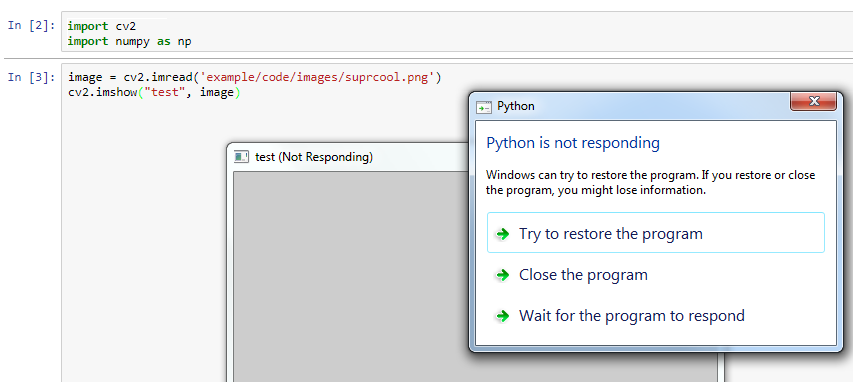 In [2]:
import cv2
import numpy as np
In [3]:
image = cv2.imread('example/code/images/suprcool.png')
cv2.imshow("test", image)
test (Not Responding)
Python
Python is not responding
Windows can try to restore the program. If you restore or close
the program, you might lose information.
Try to restore the program
Close the program
Wait for the program to respond